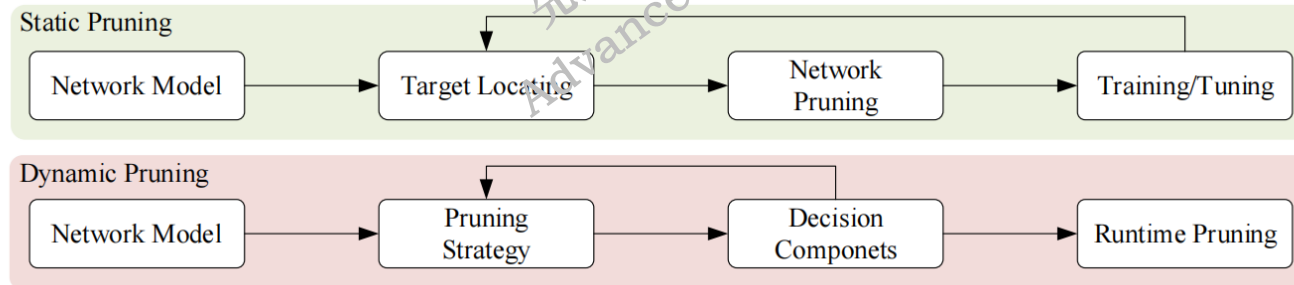 Static Pruning
Network Model
Target Locating
Network
Pruning
Training/Tuning
Dynamic Pruning
Network Model
Pruning
Strategy
Decision
Componets
Runtime Pruning